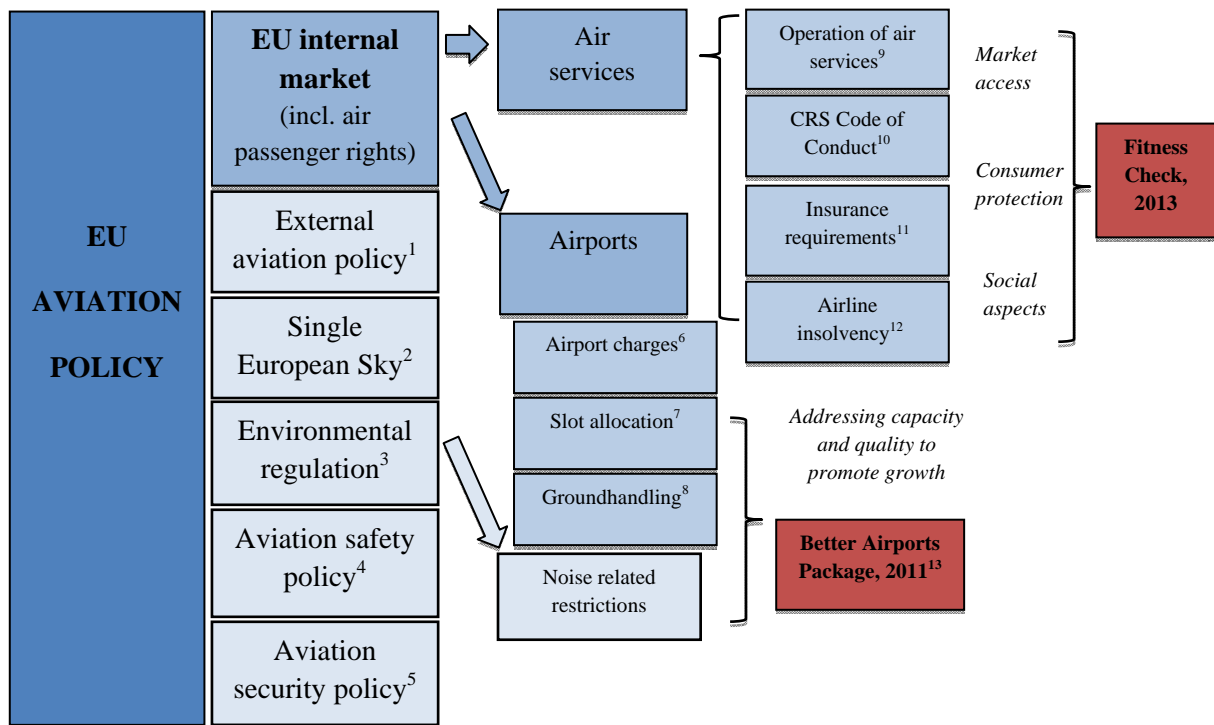 EU
AVIATION
POLICY
EU internal
market
(incl. air
passenger rights)
External
aviation policy¹
Single
European Sky²
Environmental
regulation³
Aviation safety
policy⁴
Aviation
security policy⁵
Air
services
Airports
Airport charges⁶
Slot allocation⁷
Groundhandling⁸
Noise related
restrictions
Operation of air
services⁹
CRS Code of
Conduct¹⁰
Insurance
requirements¹¹
Airline
insolvency¹²
Market
access
Consumer
protection
Social
aspects
Fitness
Check,
2013
Addressing capacity
and quality to
promote growth
Better Airports
Package, 2011¹³